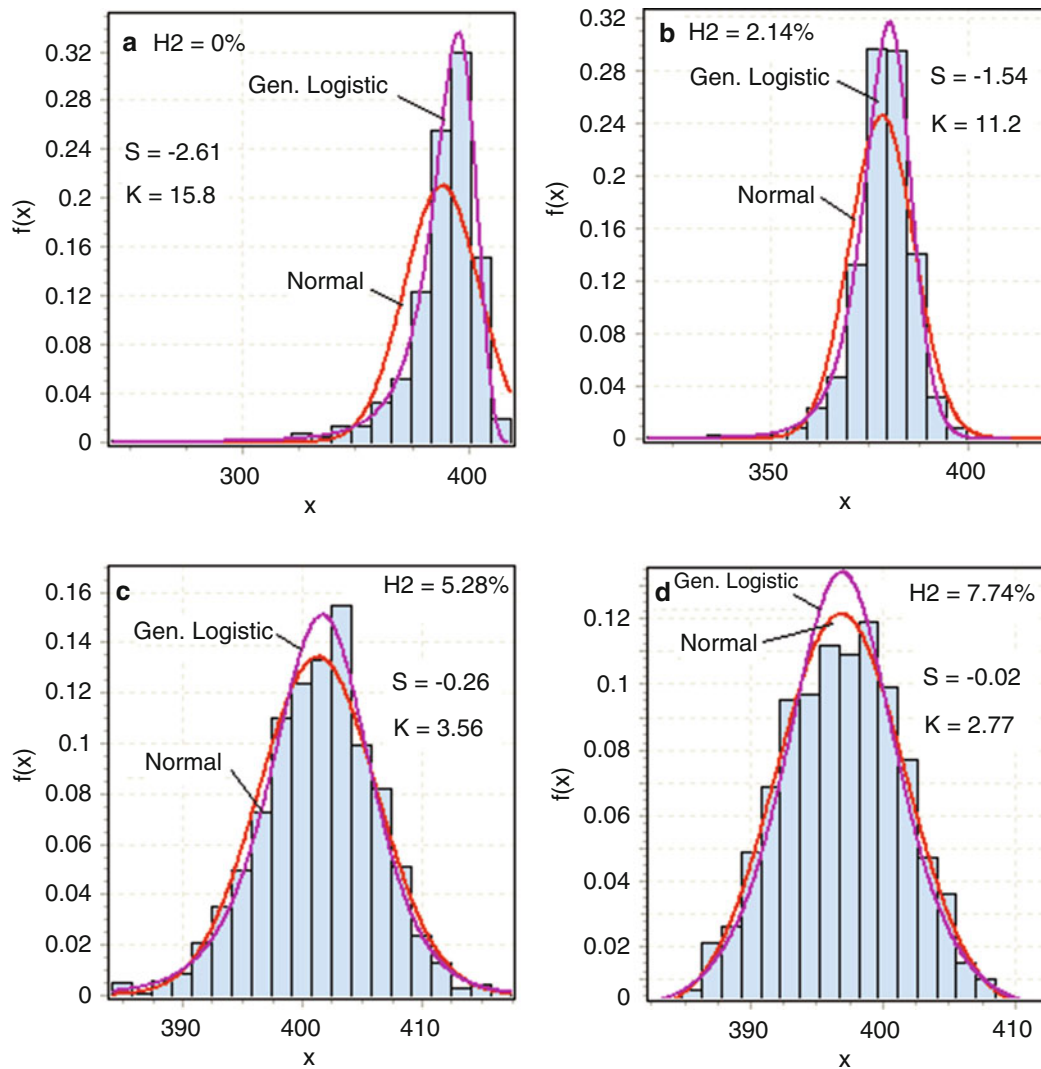 a H2 = 0%
Gen. Logistic
S = -2.61
K = 15.8
Normal
0.32
0.28
0.24
0.2
0.16
0.12
0.08
0.04
0
f(x)
300 400
x
b H2 = 2.14%
Gen. Logistic
S = -1.54
K = 11.2
Normal
0.32
0.28
0.24
0.2
0.16
0.12
0.08
0.04
0
f(x)
350 400
x
c H2 = 5.28%
Gen. Logistic
S = -0.26
K = 3.56
Normal
0.16
0.14
0.12
0.1
0.08
0.06
0.04
0.02
0
f(x)
390 400 410
x
d Gen. Logistic H2 = 7.74%
Normal
S = -0.02
K = 2.77
0.12
0.1
0.08
0.06
0.04
0.02
0
f(x)
390 400 410
x